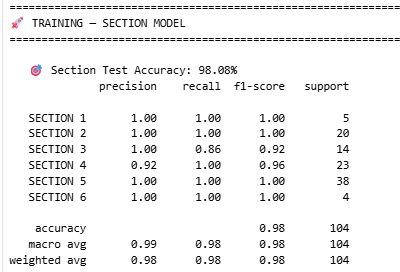 ================================================================
🚀 TRAINING — SECTION MODEL
================================================================
🎯 Section Test Accuracy: 98.08%
precision recall f1-score support
SECTION 1 1.00 1.00 1.00 5
SECTION 2 1.00 1.00 1.00 20
SECTION 3 1.00 0.86 0.92 14
SECTION 4 0.92 1.00 0.96 23
SECTION 5 1.00 1.00 1.00 38
SECTION 6 1.00 1.00 1.00 4
accuracy 0.98 104
macro avg 0.99 0.98 0.98 104
weighted avg 0.98 0.98 0.98 104